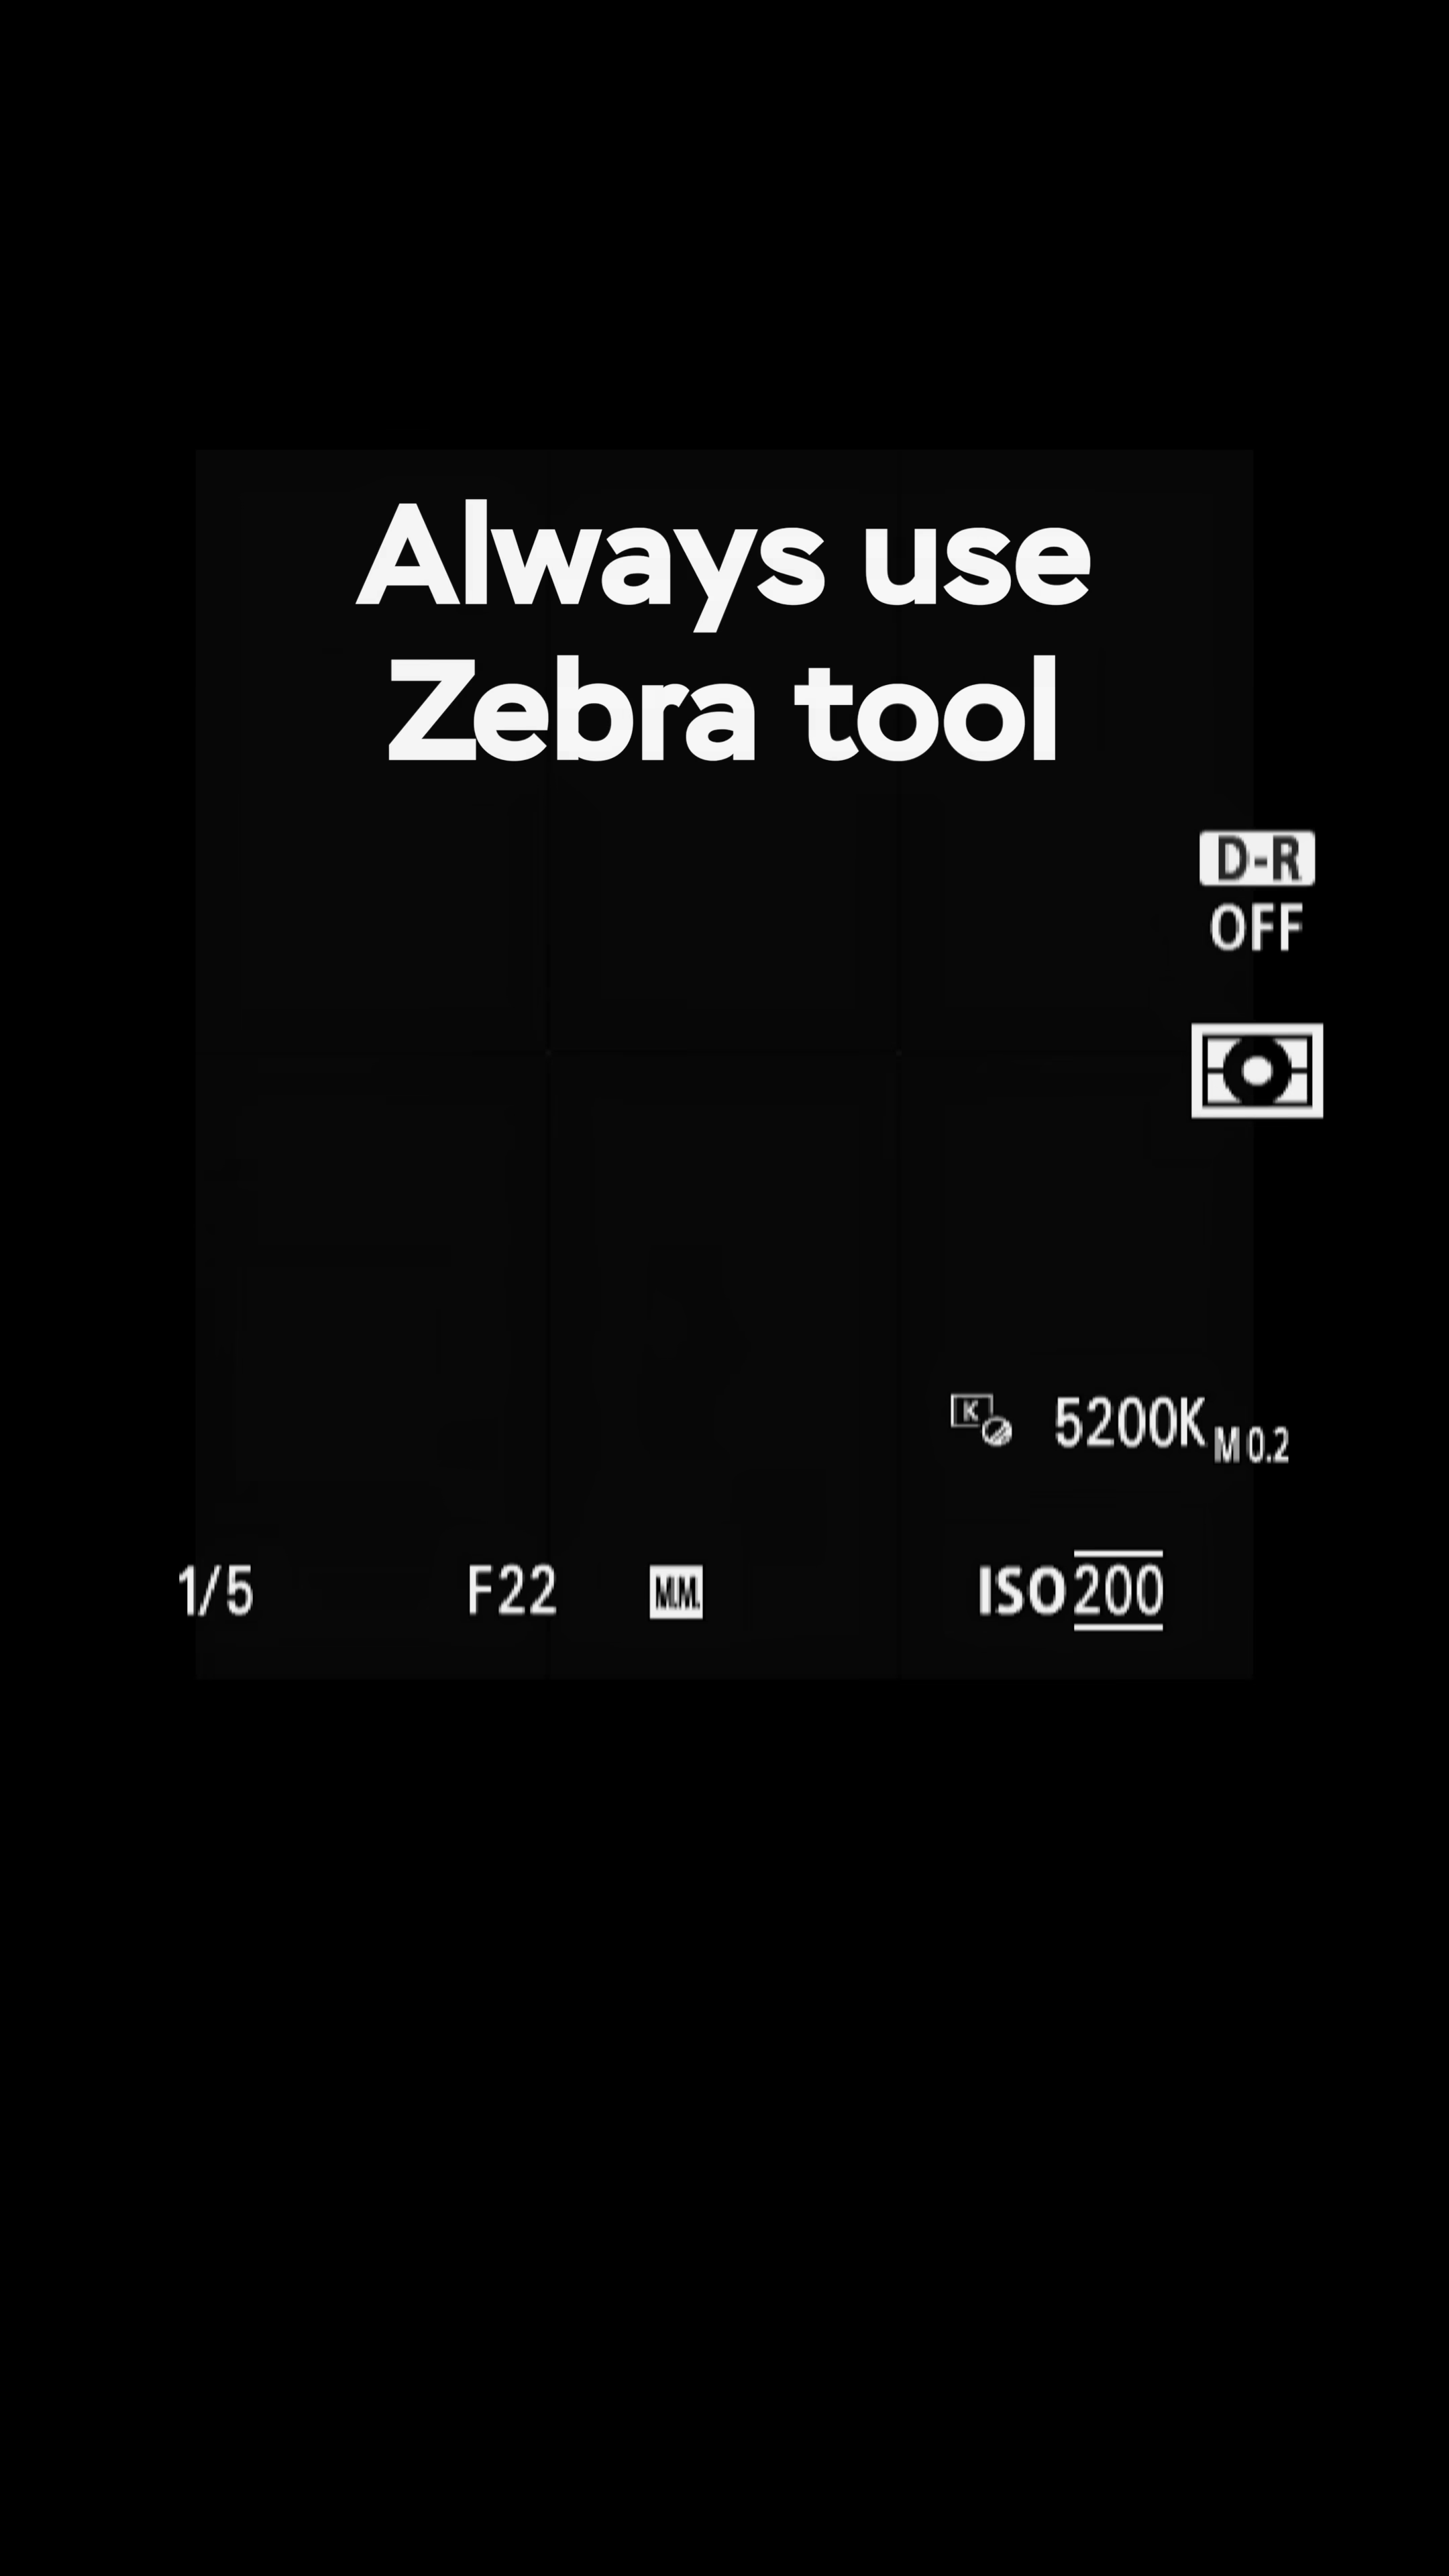 Always use
Zebra tool
D-R
OFF
K 5200K M 0.2
1/5 F22 M.M. ISO 200